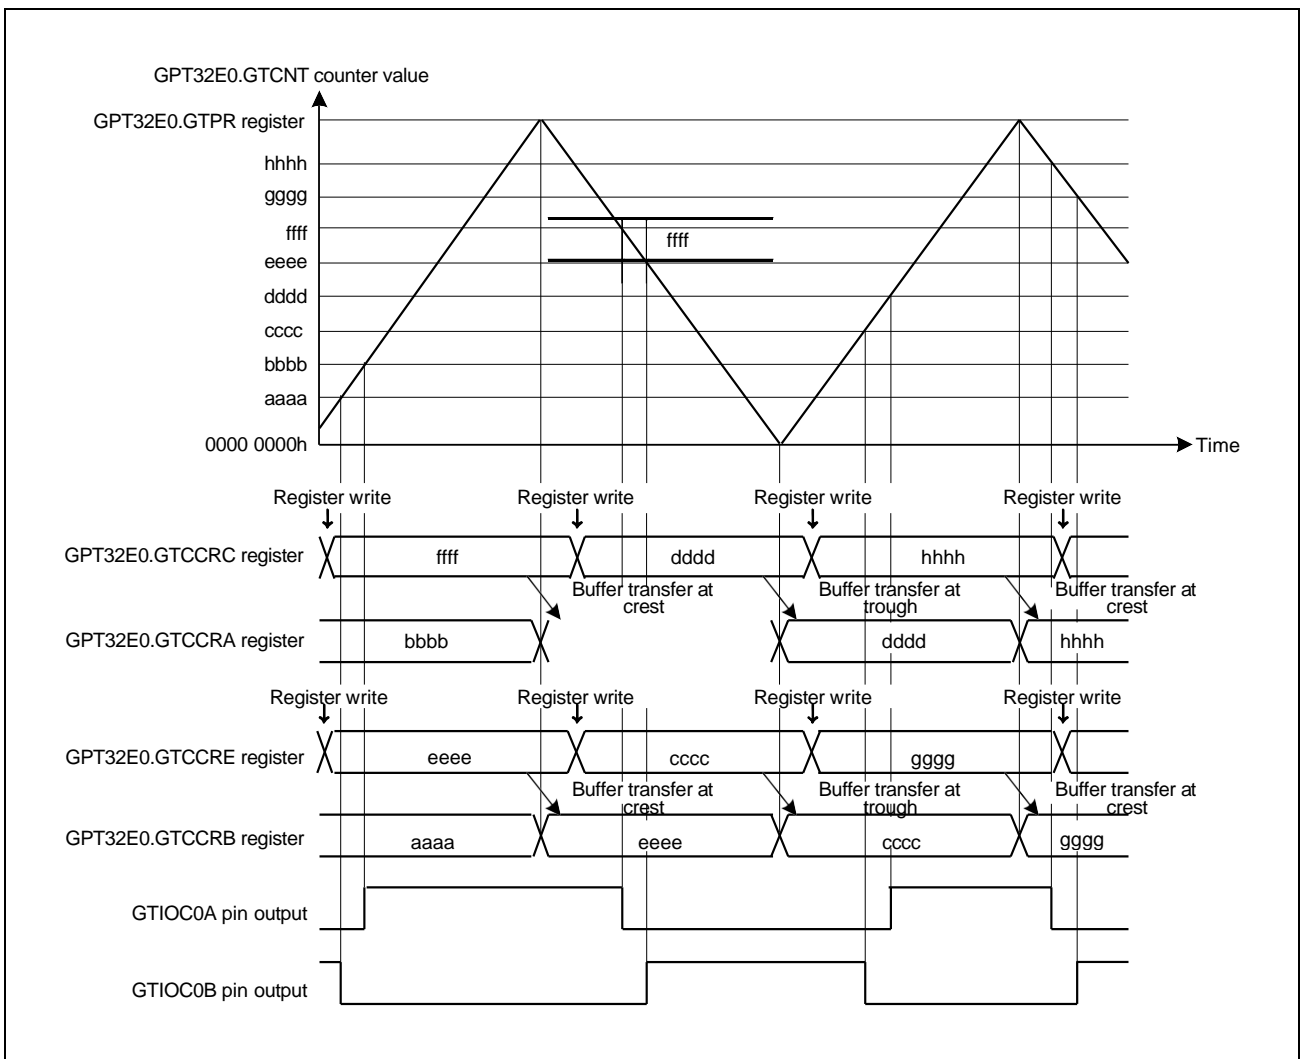 GPT32E0.GTCNT counter value
GPT32E0.GTPR register
hhhh
gggg
ffff
ffff
eeee
dddd
cccc
bbbb
aaaa
0000 0000h
Time
Register write Register write Register write Register write
GPT32E0.GTCCRC register ffff dddd hhhh
Buffer transfer at crest
Buffer transfer at trough
Buffer transfer at crest
GPT32E0.GTCCRA register bbbb dddd hhhh
Register write Register write Register write Register write
GPT32E0.GTCCRE register eeee cccc gggg
Buffer transfer at crest
Buffer transfer at trough
Buffer transfer at crest
GPT32E0.GTCCRB register aaaa eeee cccc gggg
GTIOC0A pin output
GTIOC0B pin output